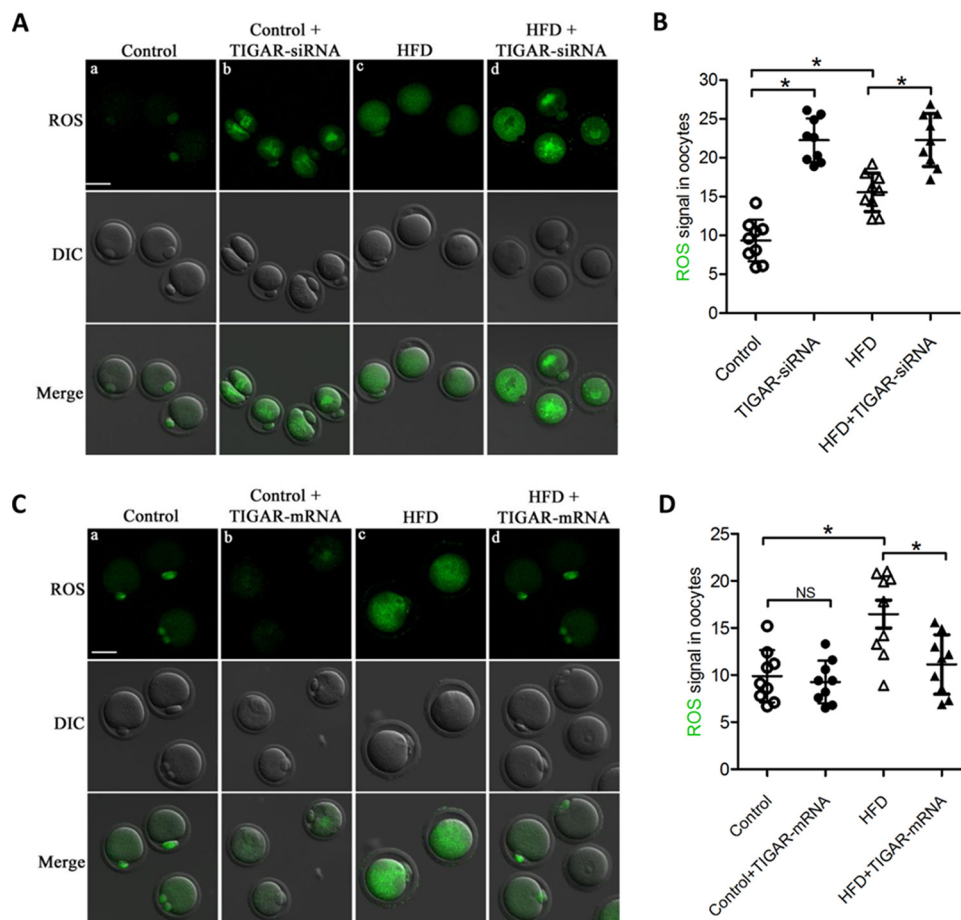 A
Control
Control +
TIGAR-siRNA
HFD
HFD +
TIGAR-siRNA
a
b
c
d
ROS
DIC
Merge
B
ROS signal in oocytes
30
25
20
15
10
5
0
*
*
*
Control
TIGAR-siRNA
HFD
HFD+TIGAR-siRNA
C
Control
Control +
TIGAR-mRNA
HFD
HFD +
TIGAR-mRNA
a
b
c
d
ROS
DIC
Merge
D
ROS signal in oocytes
25
20
15
10
5
0
*
NS
*
Control
Control+TIGAR-mRNA
HFD
HFD+TIGAR-mRNA